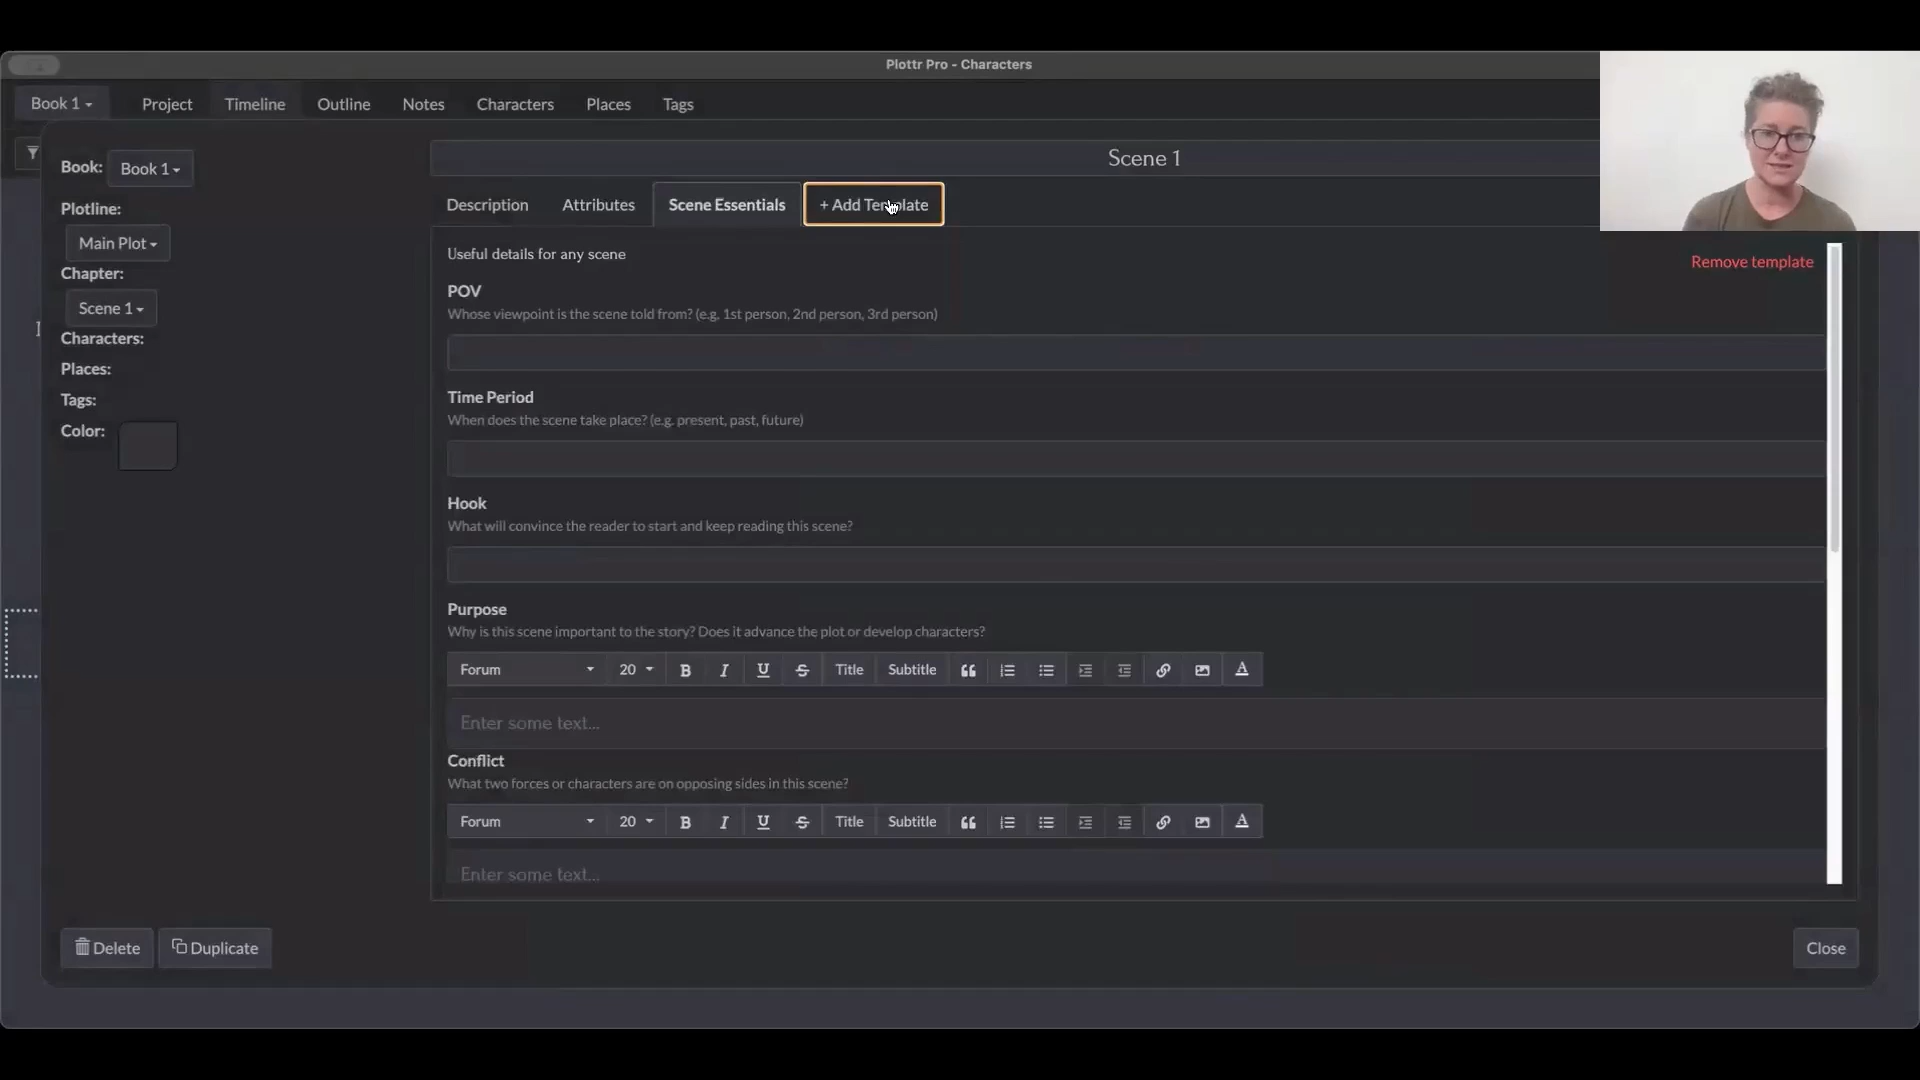 Plottr Pro - Characters
Book 1
Project
Timeline
Outline
Notes
Characters
Places
Tags
Book: Book 1
Plotline:
Main Plot
Chapter:
Scene 1
Characters:
Places:
Tags:
Color:
Scene 1
Description
Attributes
Scene Essentials
+ Add Template
Useful details for any scene
Remove template
POV
Whose viewpoint is the scene told from? (e.g. 1st person, 2nd person, 3rd person)
Time Period
When does the scene take place? (e.g. present, past, future)
Hook
What will convince the reader to start and keep reading this scene?
Purpose
Why is this scene important to the story? Does it advance the plot or develop characters?
Forum 20 B I U S Title Subtitle A
Enter some text...
Conflict
What two forces or characters are on opposing sides in this scene?
Forum 20 B I U S Title Subtitle A
Enter some text...
Delete
Duplicate
Close